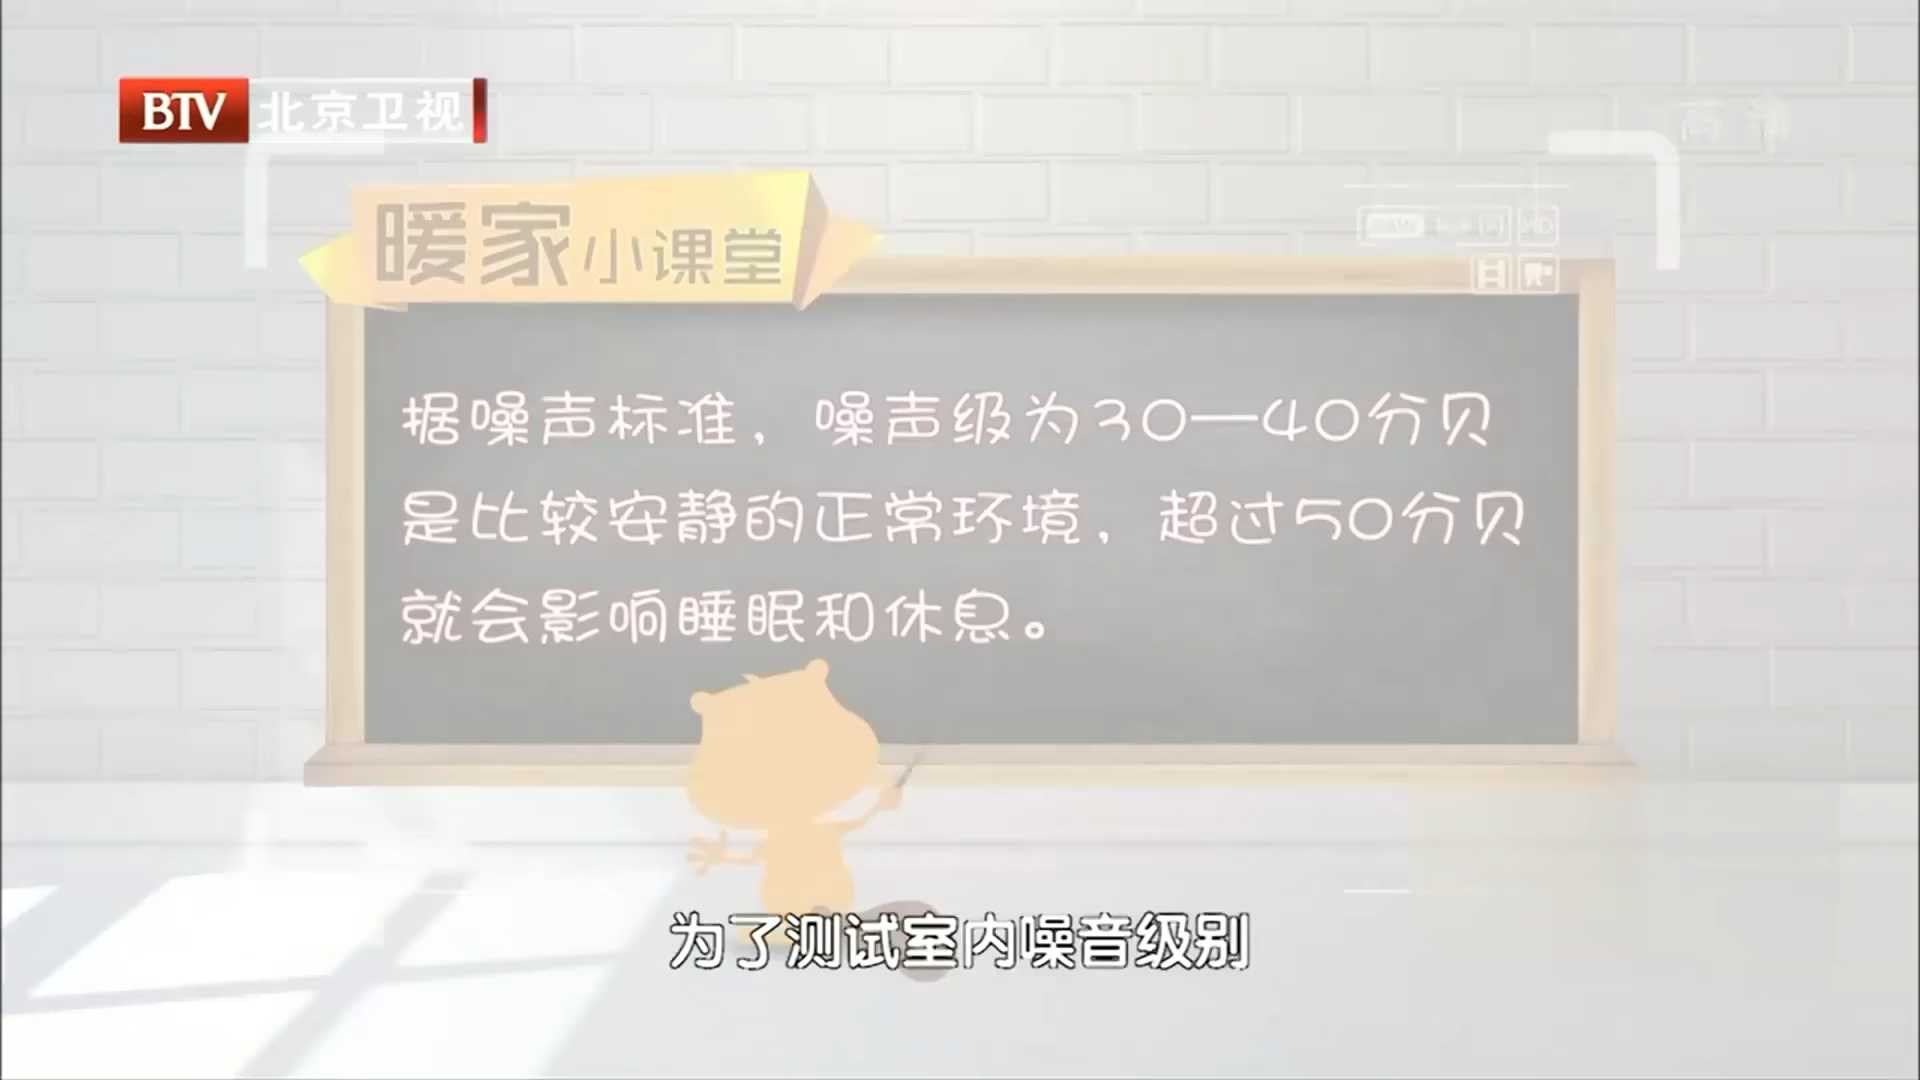 BTV 北京卫视
高清
暖家小课堂
HD
据噪声标准，噪声级为30—40分贝
是比较安静的正常环境，超过50分贝
就会影响睡眠和休息。
为了测试室内噪音级别